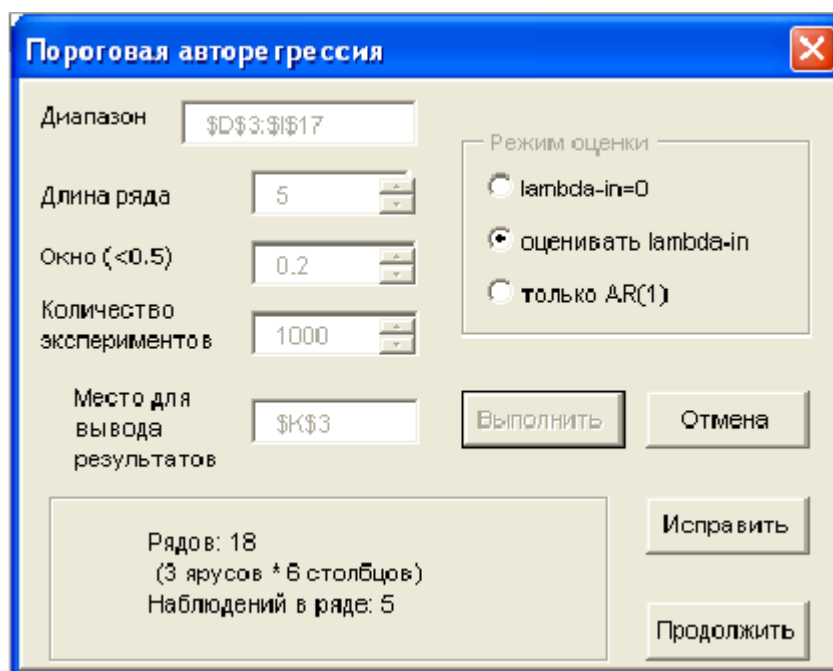 Пороговая авторегрессия
Диапазон
$D$3:$I$17
Режим оценки
Длина ряда
5
lambda-in=0
Окно (<0.5)
0.2
оценивать lambda-in
Количество
экспериментов
1000
только AR(1)
Место для
вывода
результатов
$K$3
Выполнить
Отмена
Рядов: 18
(3 ярусов * 6 столбцов)
Наблюдений в ряде: 5
Исправить
Продолжить